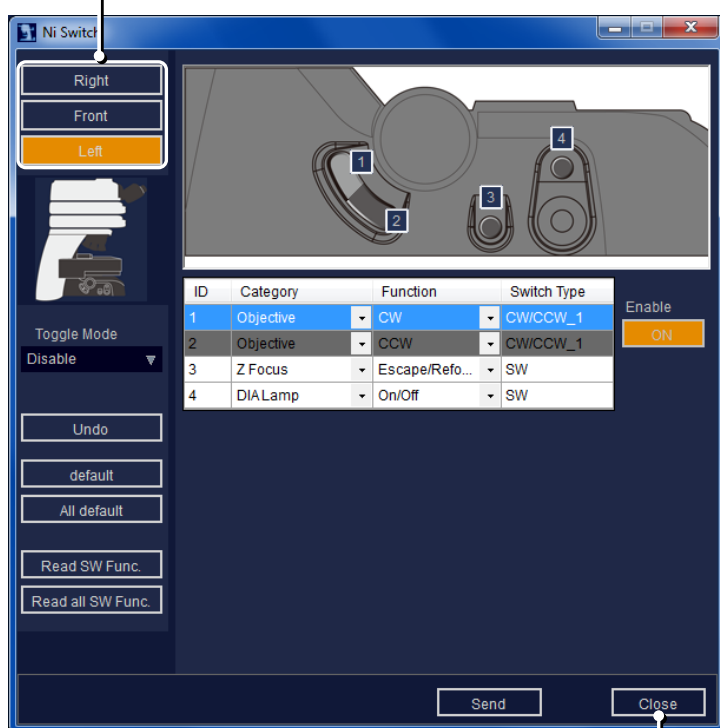 Ni Switch
Right
Front
Left
1
2
3
4
Toggle Mode
Disable
Undo
default
All default
Read SW Func.
Read all SW Func.
ID Category Function Switch Type
1 Objective CW CW/CCW_1
2 Objective CCW CW/CCW_1
3 Z Focus Escape/Refo... SW
4 DIALamp On/Off SW
Enable
ON
Send
Close